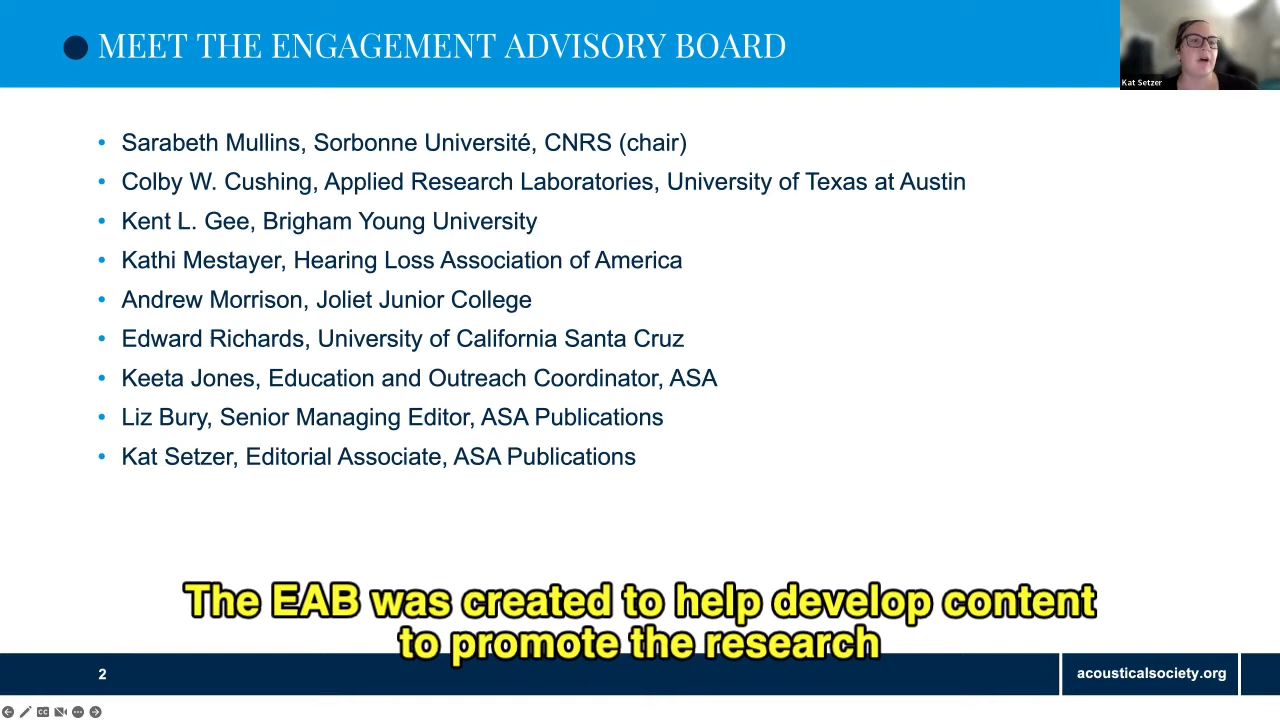 MEET THE ENGAGEMENT ADVISORY BOARD
Kat Setzer
• Sarabeth Mullins, Sorbonne Université, CNRS (chair)
• Colby W. Cushing, Applied Research Laboratories, University of Texas at Austin
• Kent L. Gee, Brigham Young University
• Kathi Mestayer, Hearing Loss Association of America
• Andrew Morrison, Joliet Junior College
• Edward Richards, University of California Santa Cruz
• Keeta Jones, Education and Outreach Coordinator, ASA
• Liz Bury, Senior Managing Editor, ASA Publications
• Kat Setzer, Editorial Associate, ASA Publications
The EAB was created to help develop content
to promote the research
2
acousticalsociety.org
CC